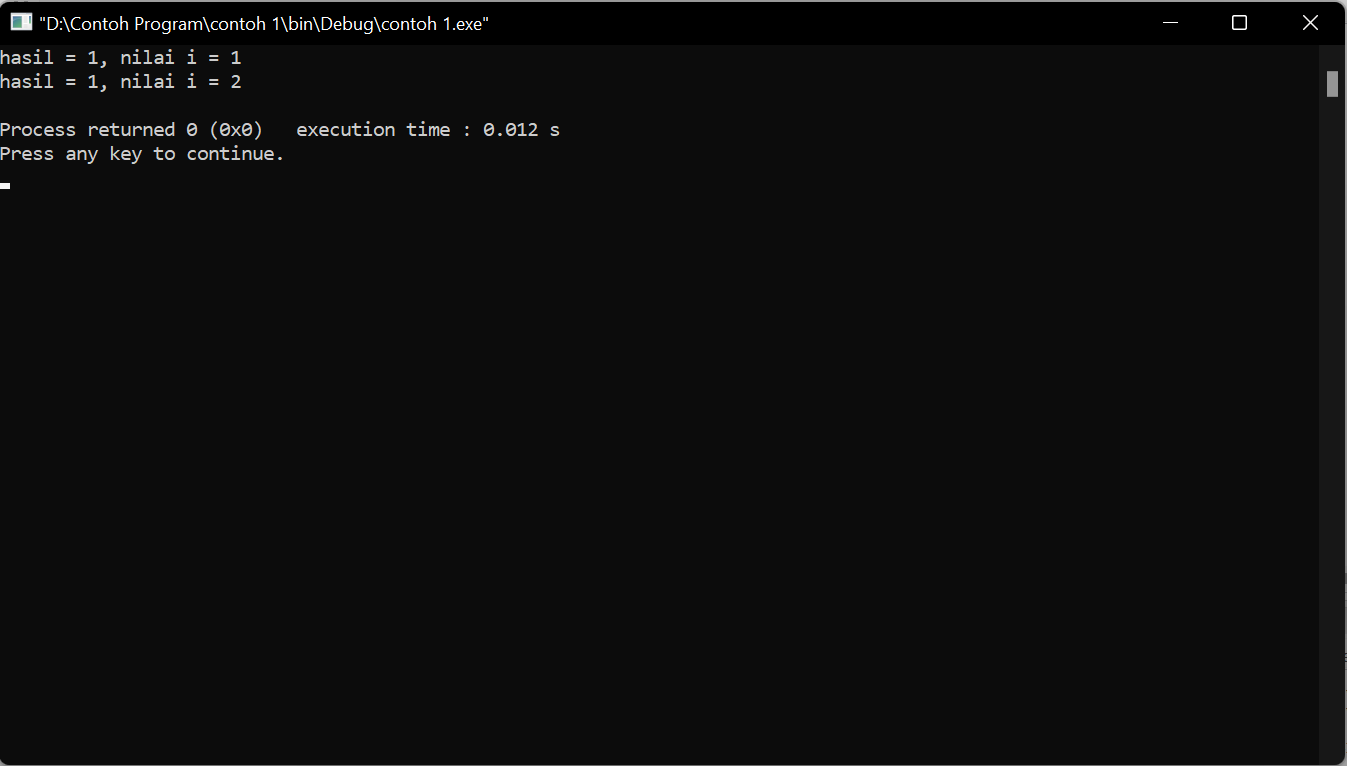 "D:\Contoh Program\contoh 1\bin\Debug\contoh 1.exe"
hasil = 1, nilai i = 1
hasil = 1, nilai i = 2
Process returned 0 (0x0)   execution time : 0.012 s
Press any key to continue.